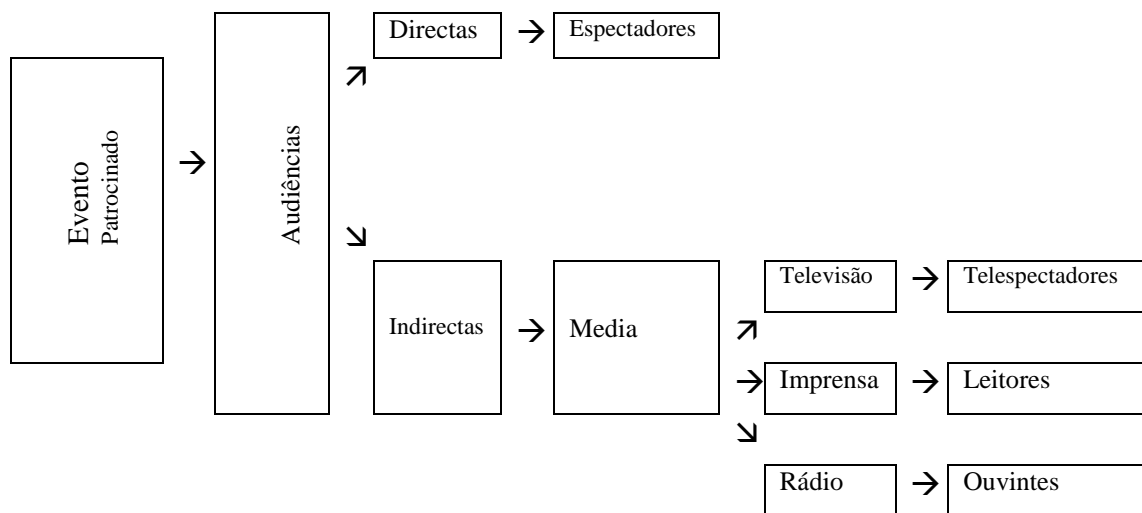 Evento
Patrocinado
Audiências
Directas
Espectadores
Indirectas
Media
Televisão
Telespectadores
Imprensa
Leitores
Rádio
Ouvintes